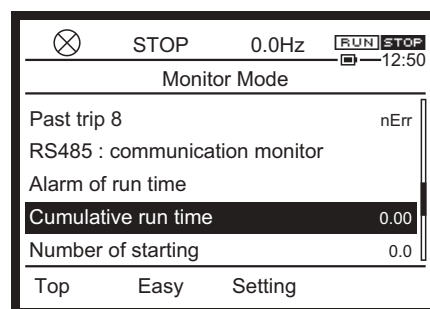 STOP 0.0Hz RUN STOP
12:50
Monitor Mode
Past trip 8 nErr
RS485 : communication monitor
Alarm of run time
Cumulative run time 0.00
Number of starting 0.0
Top Easy Setting